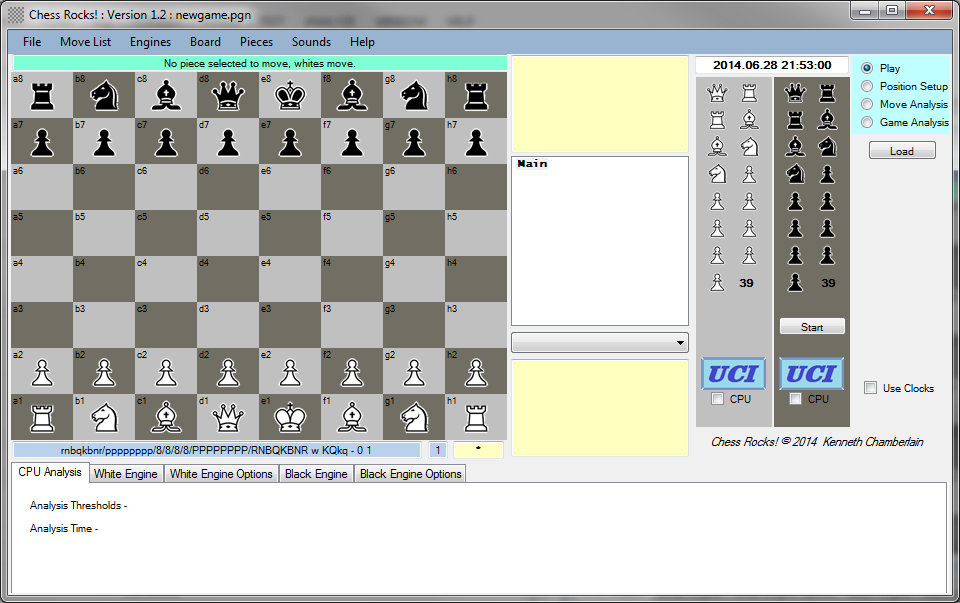 Chess Rocks! : Version 1.2 : newgame.pgn
File Move List Engines Board Pieces Sounds Help
No piece selected to move, whites move.
a8 b8 c8 d8 e8 f8 g8 h8
a7 b7 c7 d7 e7 f7 g7 h7
a6 b6 c6 d6 e6 f6 g6 h6
a5 b5 c5 d5 e5 f5 g5 h5
a4 b4 c4 d4 e4 f4 g4 h4
a3 b3 c3 d3 e3 f3 g3 h3
a2 b2 c2 d2 e2 f2 g2 h2
a1 b1 c1 d1 e1 f1 g1 h1
rnbqkbnr/pppppppp/8/8/8/8/PPPPPPPP/RNBQKBNR w KQkq - 0 1 1 *
Main
2014.06.28 21:53:00
39 39
Start
UCI UCI
CPU CPU
Play
Position Setup
Move Analysis
Game Analysis
Load
Use Clocks
Chess Rocks! © 2014 Kenneth Chamberlain
CPU Analysis White Engine White Engine Options Black Engine Black Engine Options
Analysis Thresholds -
Analysis Time -